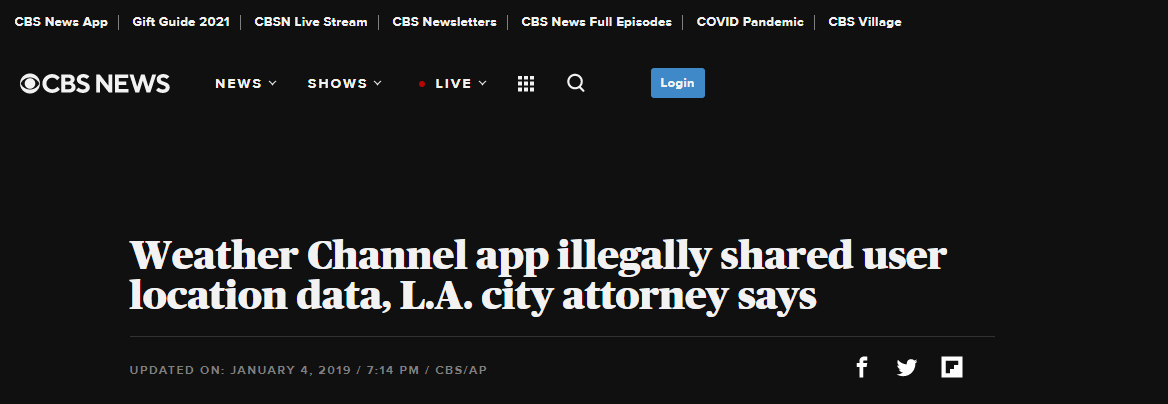 CBS News App Gift Guide 2021 CBSN Live Stream CBS Newsletters CBS News Full Episodes COVID Pandemic CBS Village
CBS NEWS NEWS SHOWS LIVE Login
Weather Channel app illegally shared user
location data, L.A. city attorney says
UPDATED ON: JANUARY 4, 2019 / 7:14 PM / CBS/AP